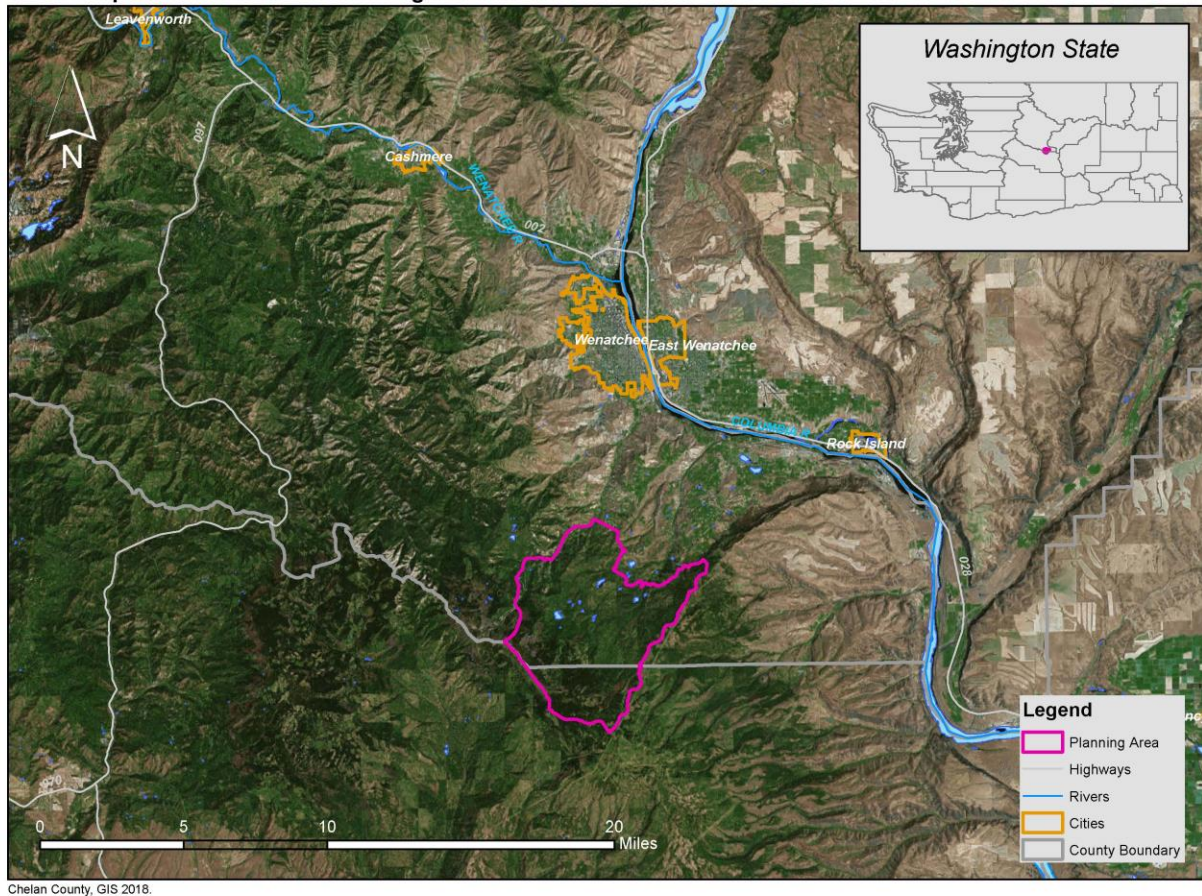 Leavenworth
Washington State
N
097
Cashmere
WENATCHEE R
002
Wenatchee
East Wenatchee
COLUMBIA R
Rock Island
028
970
Legend
Planning Area
Highways
Rivers
Cities
County Boundary
0 5 10 20
Miles
Chelan County, GIS 2018.